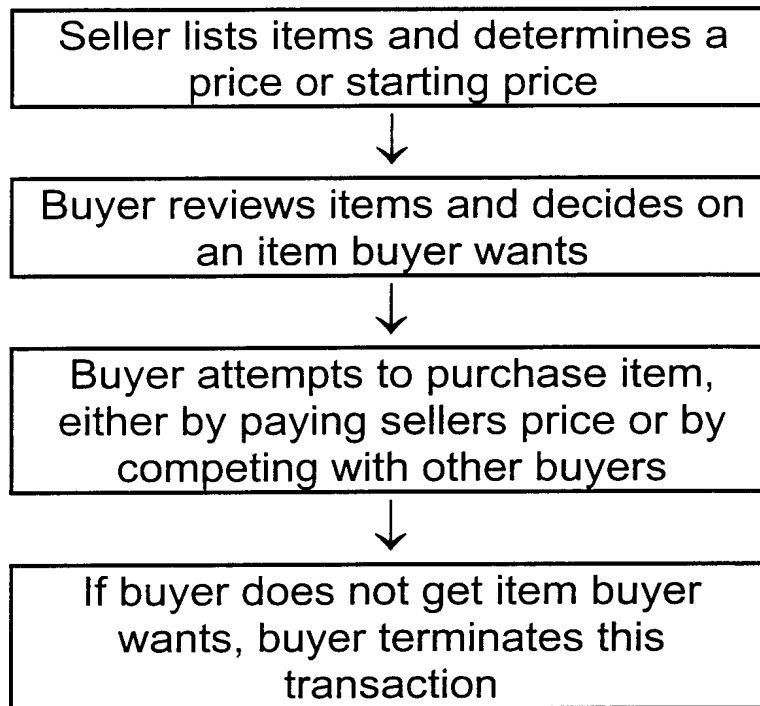 Seller lists items and determines a
price or starting price
Buyer reviews items and decides on
an item buyer wants
Buyer attempts to purchase item,
either by paying sellers price or by
competing with other buyers
If buyer does not get item buyer
wants, buyer terminates this
transaction